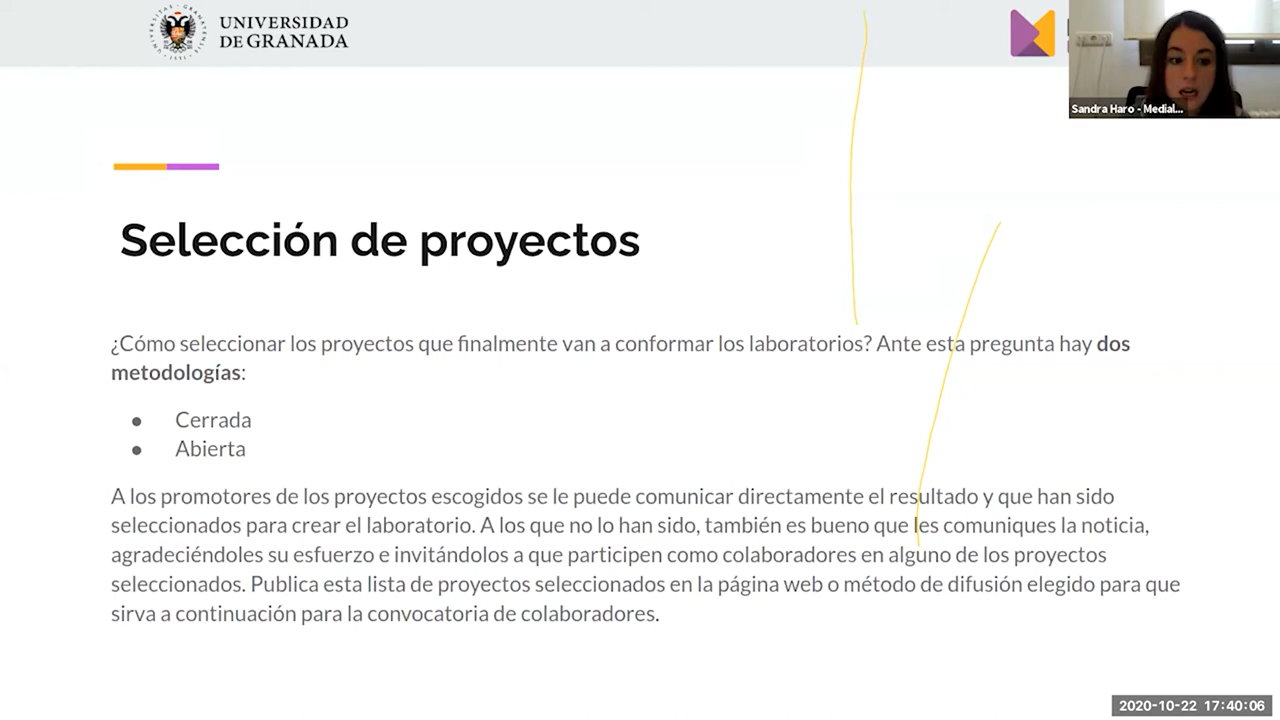 UNIVERSIDAD
DE GRANADA
Sandra Haro - Medial...
Selección de proyectos
¿Cómo seleccionar los proyectos que finalmente van a conformar los laboratorios? Ante esta pregunta hay dos
metodologías:
● Cerrada
● Abierta
A los promotores de los proyectos escogidos se le puede comunicar directamente el resultado y que han sido
seleccionados para crear el laboratorio. A los que no lo han sido, también es bueno que les comuniques la noticia,
agradeciéndoles su esfuerzo e invitándolos a que participen como colaboradores en alguno de los proyectos
seleccionados. Publica esta lista de proyectos seleccionados en la página web o método de difusión elegido para que
sirva a continuación para la convocatoria de colaboradores.
2020-10-22 17:40:06